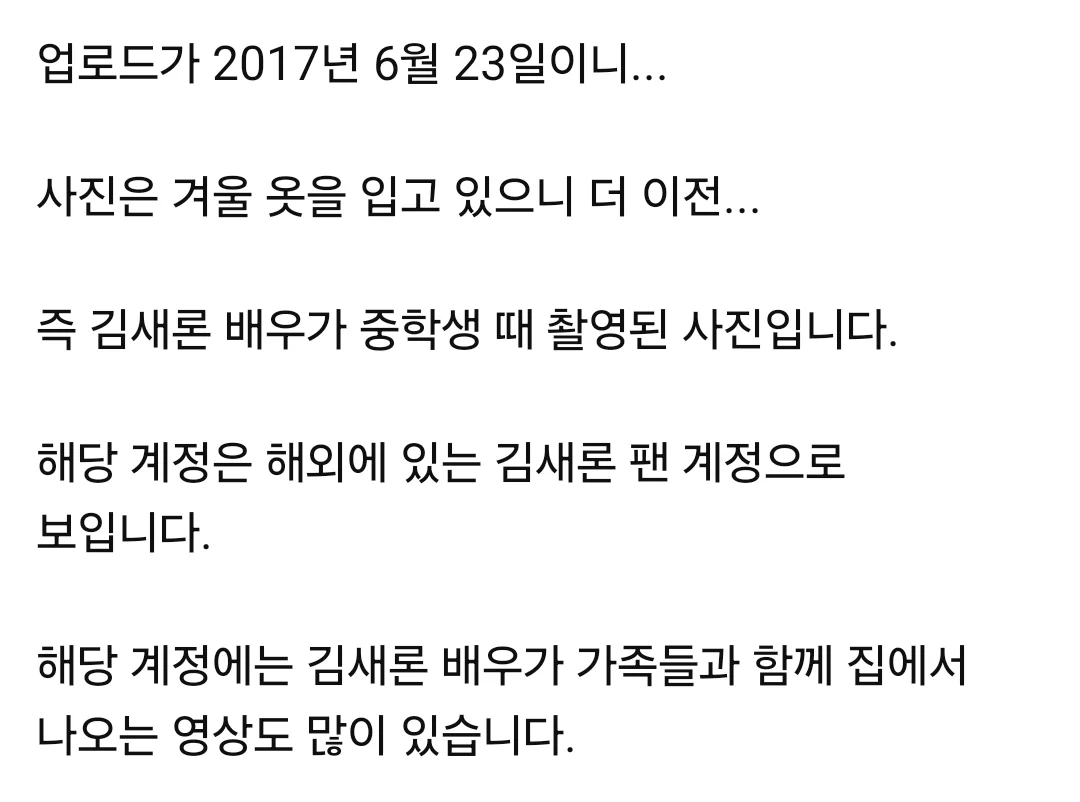 업로드가 2017년 6월 23일이니...
사진은 겨울 옷을 입고 있으니 더 이전...
즉 김새론 배우가 중학생 때 촬영된 사진입니다.
해당 계정은 해외에 있는 김새론 팬 계정으로
보입니다.
해당 계정에는 김새론 배우가 가족들과 함께 집에서
나오는 영상도 많이 있습니다.